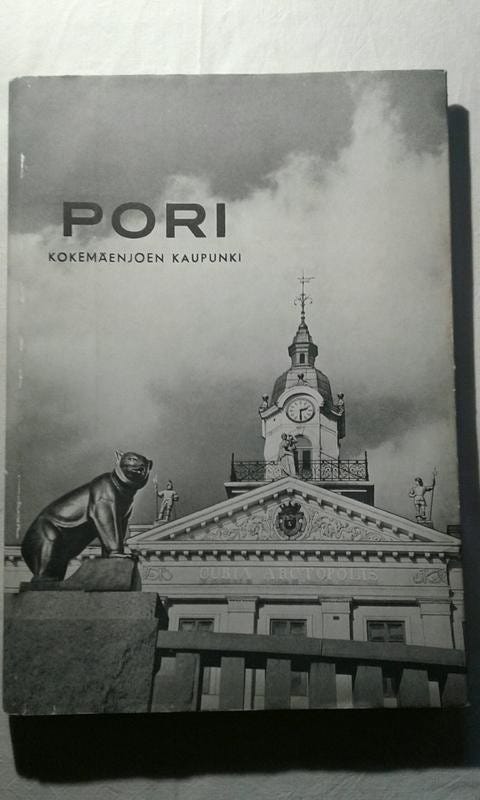 PORI
KOKEMÄENJOEN KAUPUNKI
CURIA ARCTOPOLIS